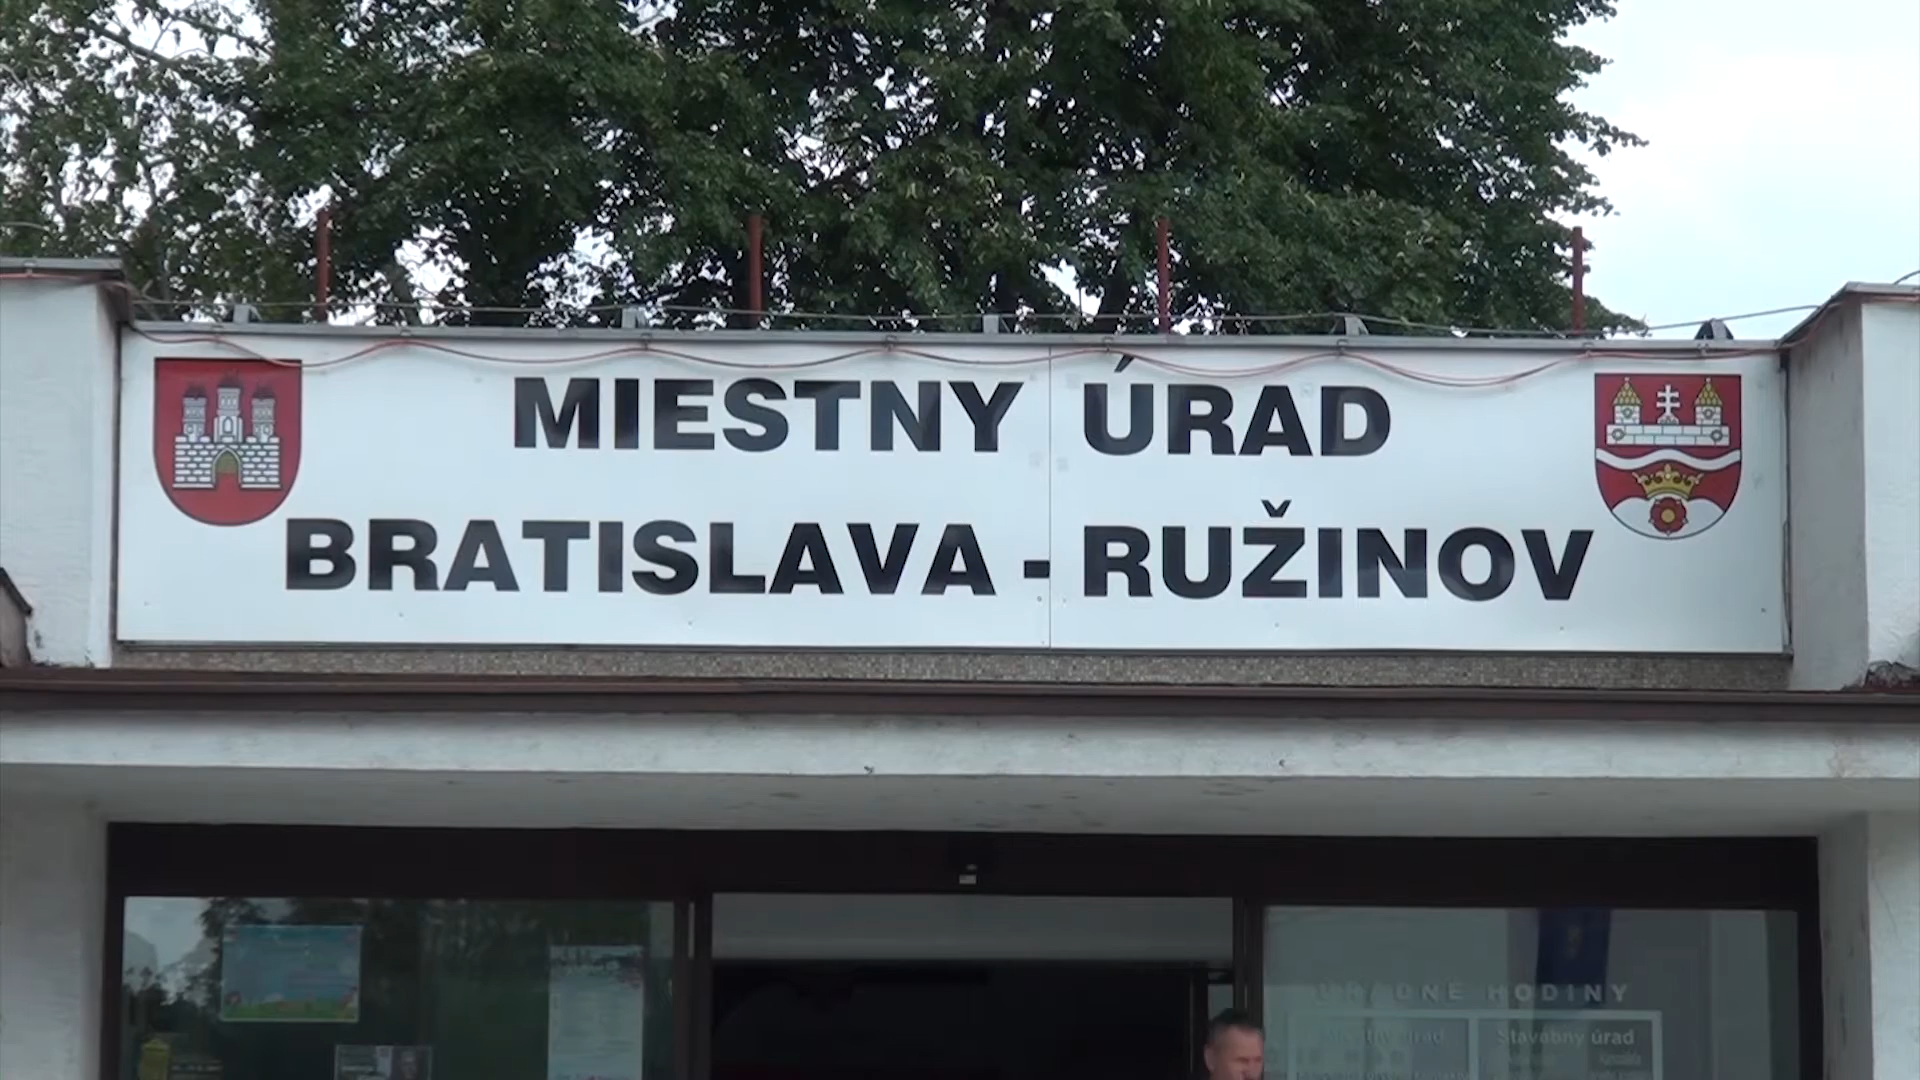 MIESTNY ÚRAD
BRATISLAVA - RUŽINOV
ÚRADNÉ HODINY
Stavebný úrad